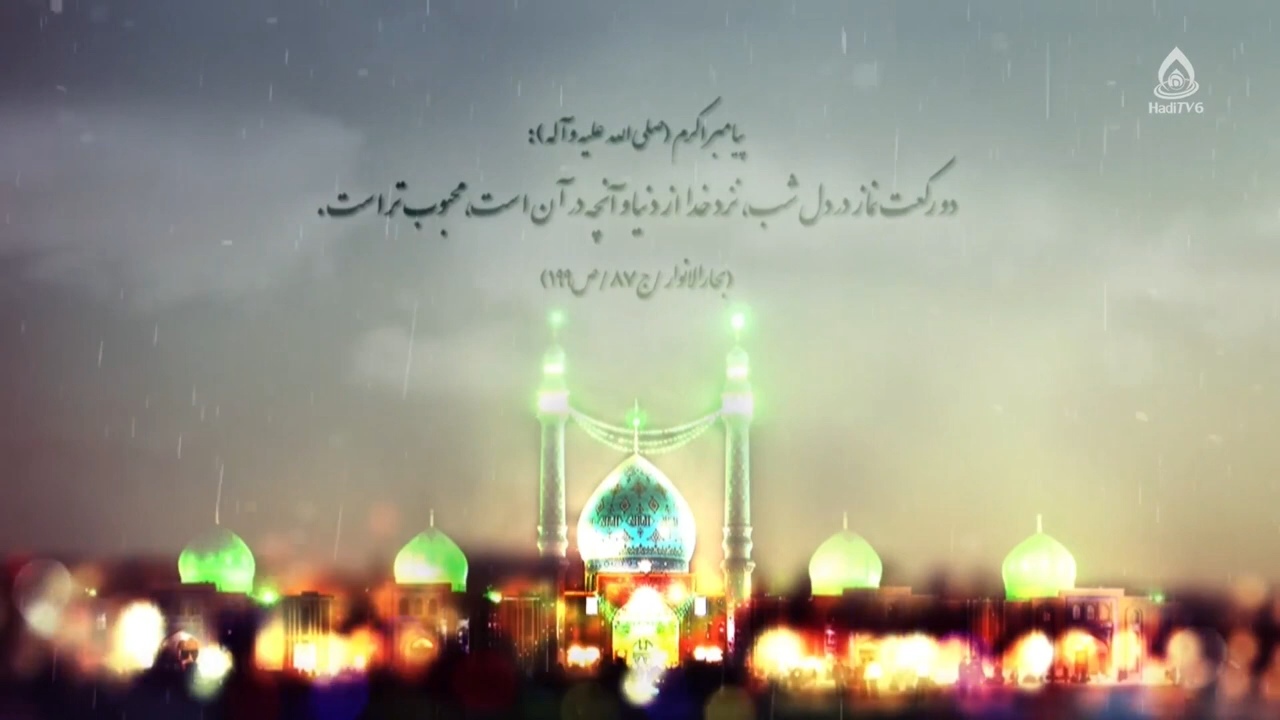 پیامبر اکرم (صلی الله علیه و آله):
دو رکعت نماز در دل شب، نزد خدا از دنیا و آنچه در آن است، محبوب تر است.
(بحارالانوار / ج ۸۷ / ص ۱۹۹)
HadiTV6